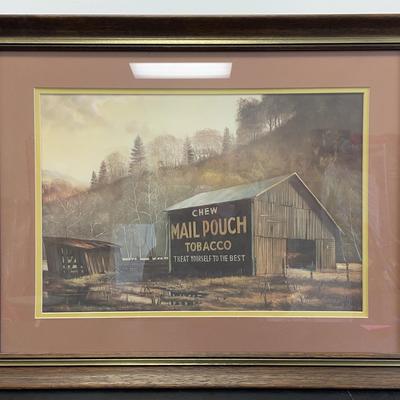 CHEW
MAIL POUCH
TOBACCO
TREAT YOURSELF TO THE BEST